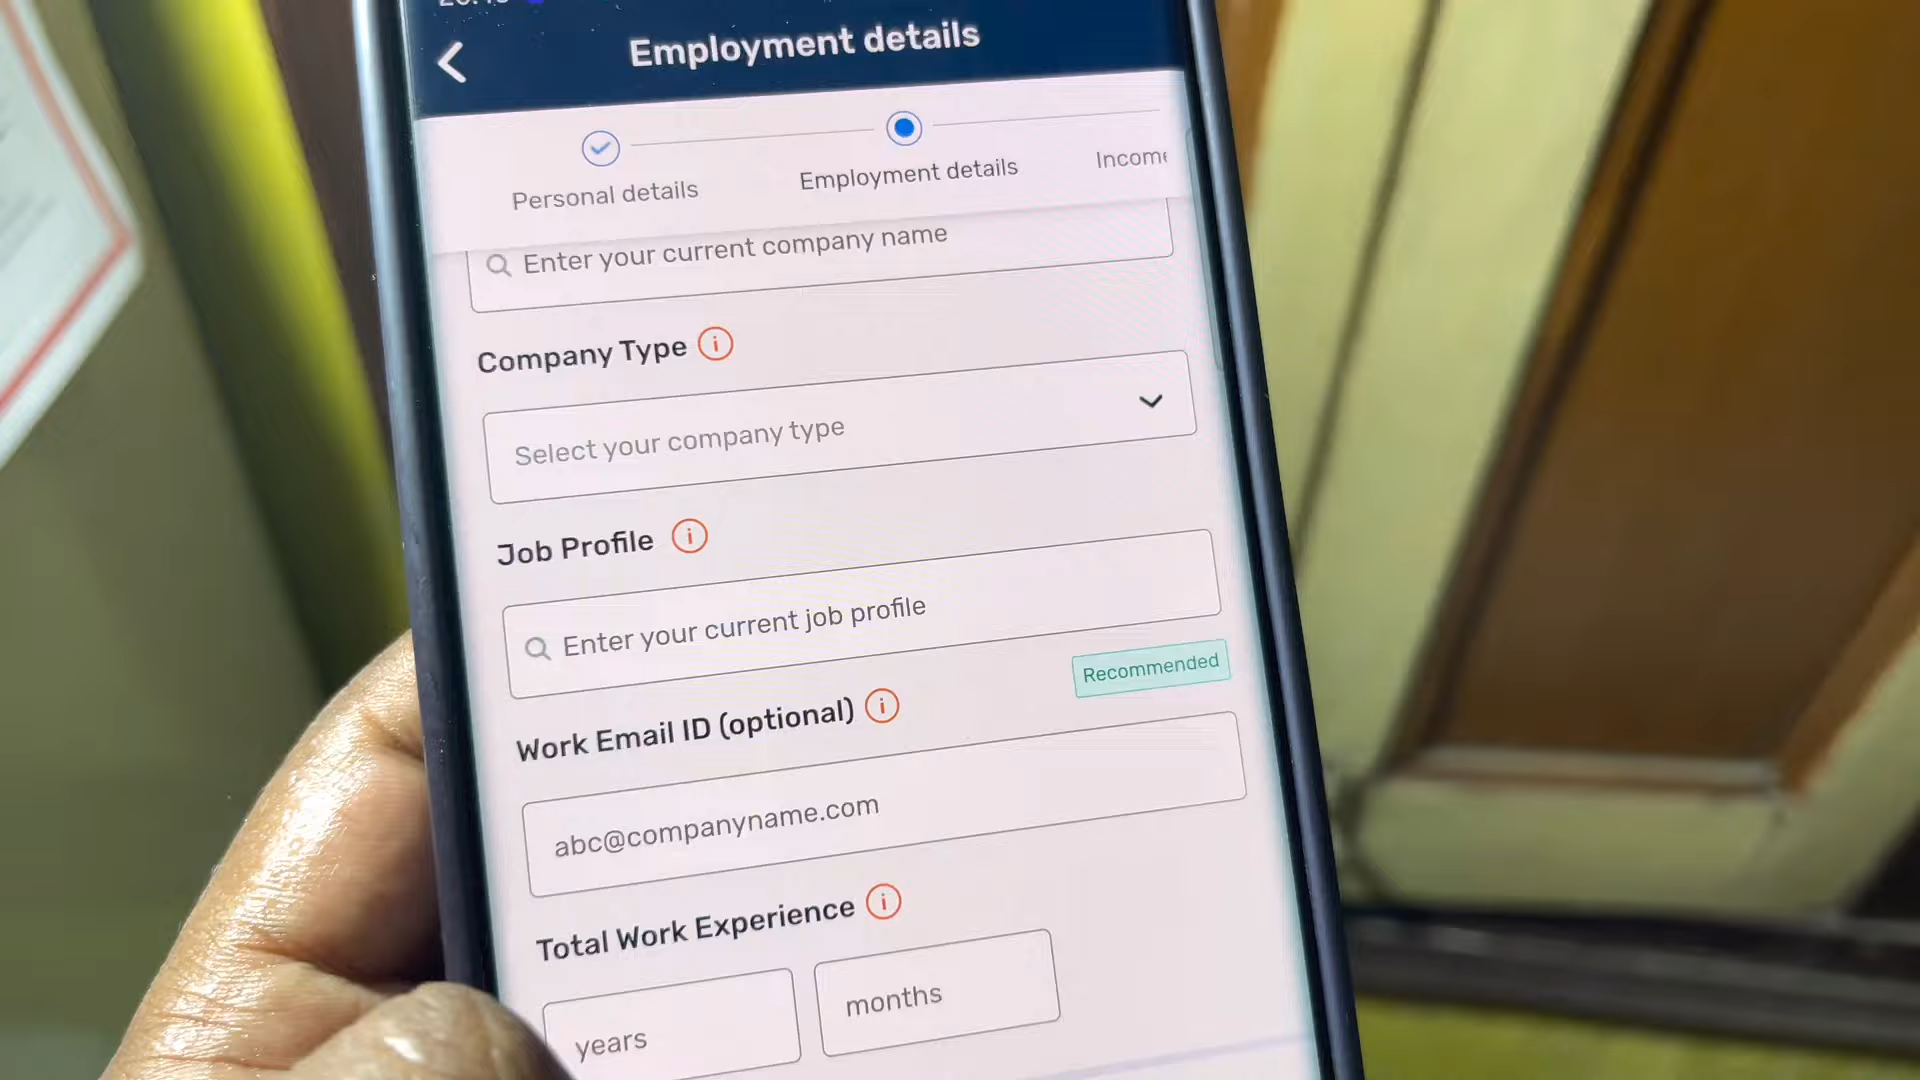 Employment details
Personal details
Employment details
Enter your current company name
Company Type
Select your company type
Job Profile
Enter your current job profile
Recommended
Work Email ID (optional)
abc@companyname.com
Total Work Experience
years
months